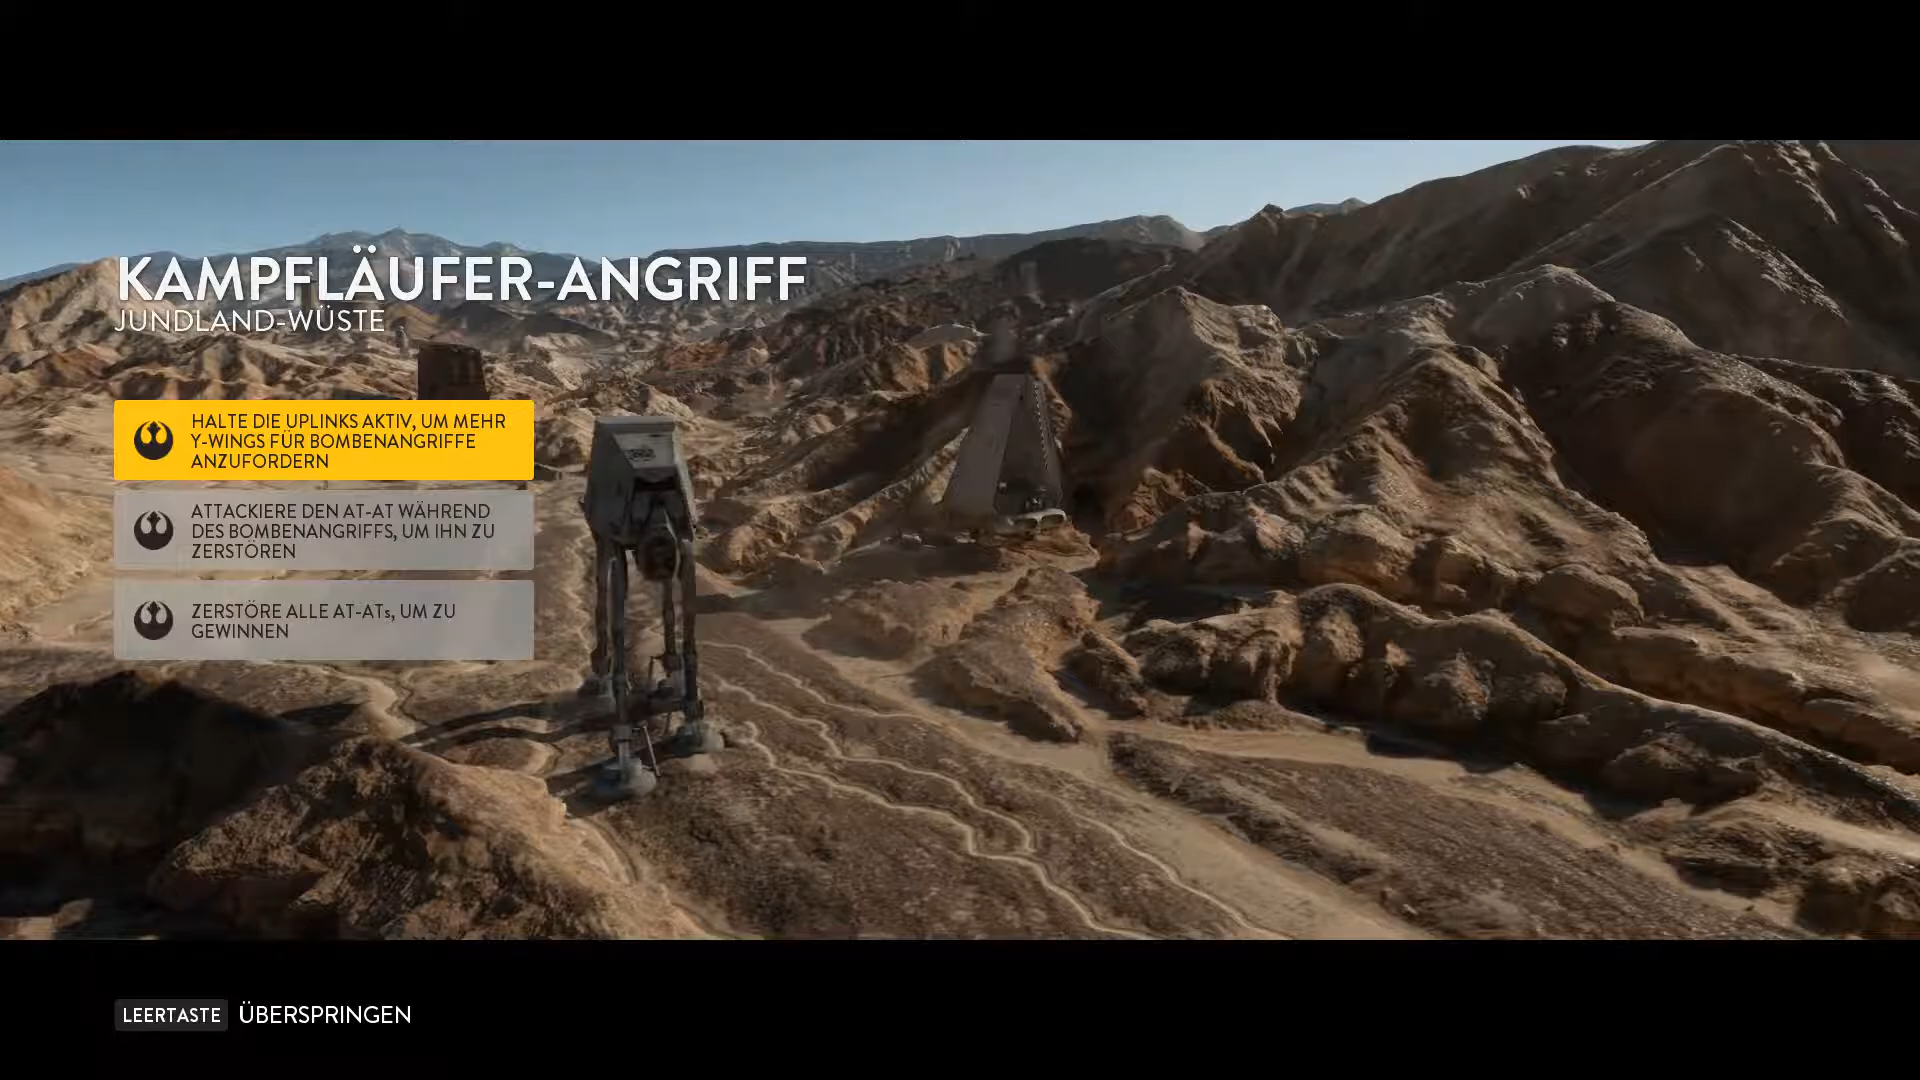 KAMPFLÄUFER-ANGRIFF
JUNDLAND-WÜSTE
HALTE DIE UPLINKS AKTIV, UM MEHR
Y-WINGS FÜR BOMBENANGRIFFE
ANZUFORDERN
ATTACKIERE DEN AT-AT WÄHREND
DES BOMBENANGRIFFS, UM IHN ZU
ZERSTÖREN
ZERSTÖRE ALLE AT-ATs, UM ZU
GEWINNEN
LEERTASTE ÜBERSPRINGEN